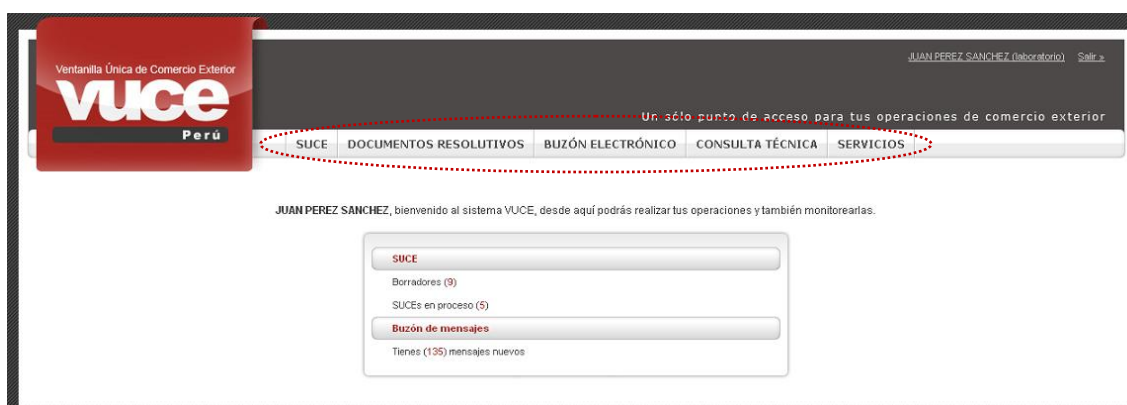 JUAN PEREZ SANCHEZ (laboratorio) Salir »
Ventanilla Única de Comercio Exterior
vuce
Perú
Un sólo punto de acceso para tus operaciones de comercio exterior
SUCE DOCUMENTOS RESOLUTIVOS BUZÓN ELECTRÓNICO CONSULTA TÉCNICA SERVICIOS
JUAN PEREZ SANCHEZ, bienvenido al sistema VUCE, desde aquí podrás realizar tus operaciones y también monitorearlas.
SUCE
Borradores (9)
SUCEs en proceso (5)
Buzón de mensajes
Tienes (135) mensajes nuevos